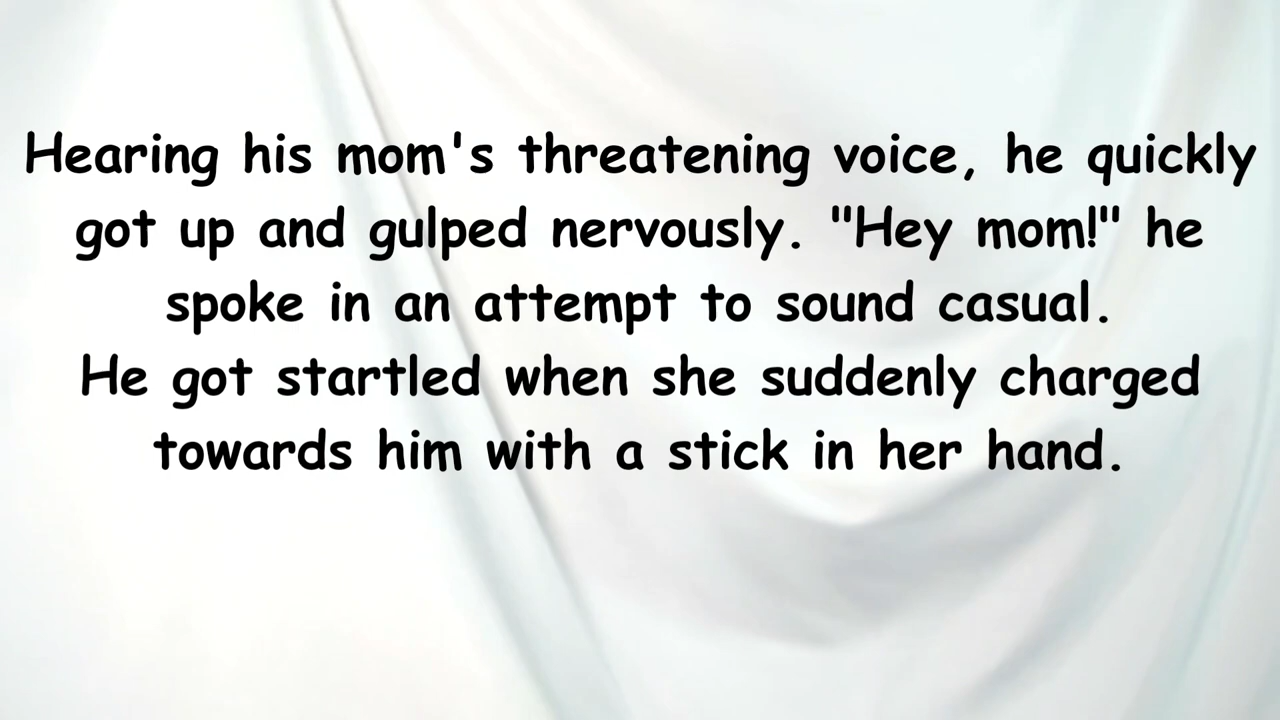 Hearing his mom's threatening voice, he quickly
got up and gulped nervously. "Hey mom!" he
spoke in an attempt to sound casual.
He got startled when she suddenly charged
towards him with a stick in her hand.